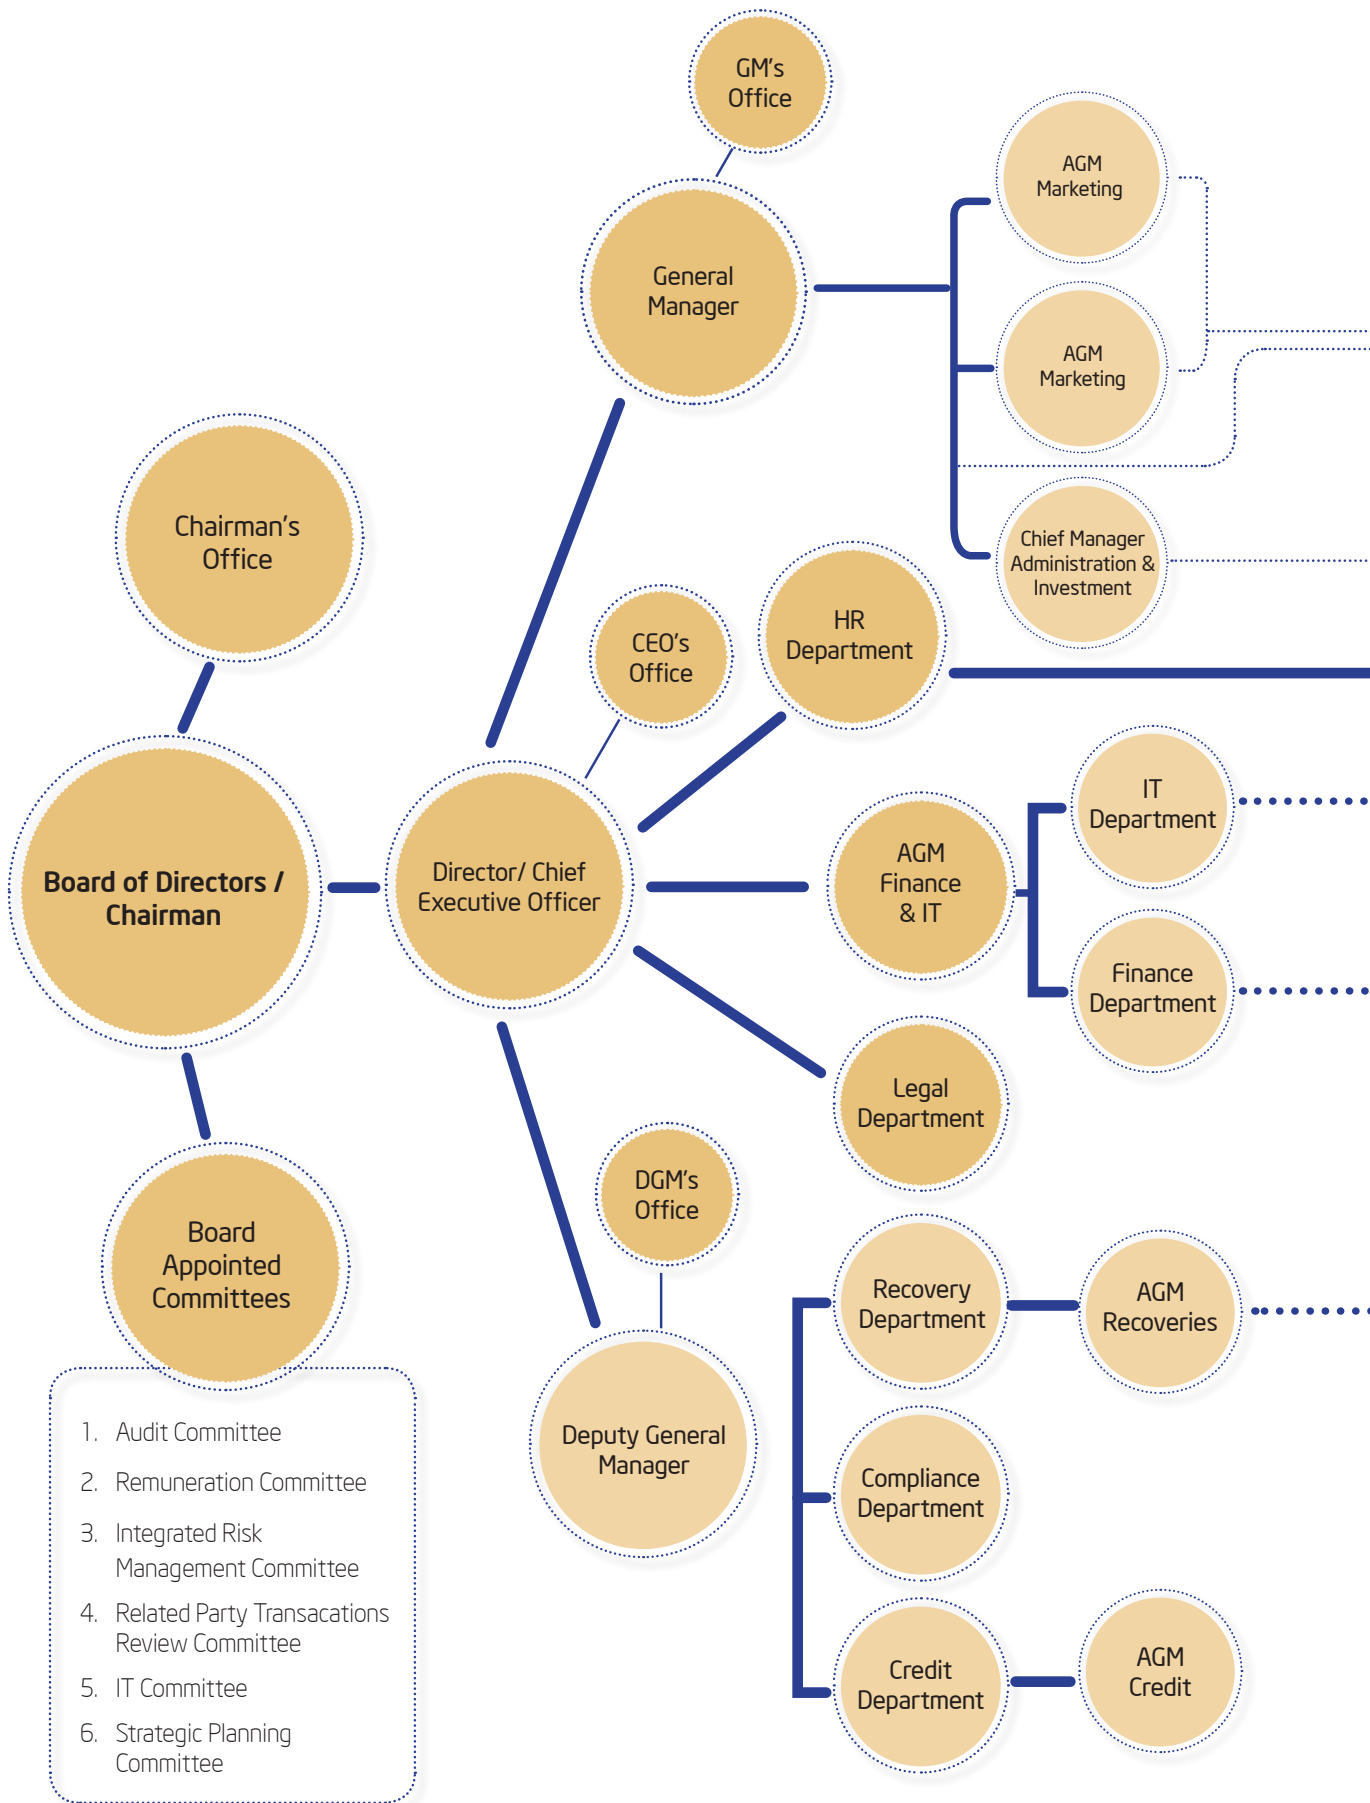 GM's
Office
General
Manager
AGM
Marketing
AGM
Marketing
Chief Manager
Administration &
Investment
Chairman's
Office
CEO's
Office
HR
Department
Board of Directors /
Chairman
Director/ Chief
Executive Officer
AGM
Finance
& IT
IT
Department
Finance
Department
Legal
Department
DGM's
Office
Board
Appointed
Committees
1. Audit Committee
2. Remuneration Committee
3. Integrated Risk
Management Committee
4. Related Party Transacations
Review Committee
5. IT Committee
6. Strategic Planning
Committee
Deputy General
Manager
Recovery
Department
AGM
Recoveries
Compliance
Department
Credit
Department
AGM
Credit